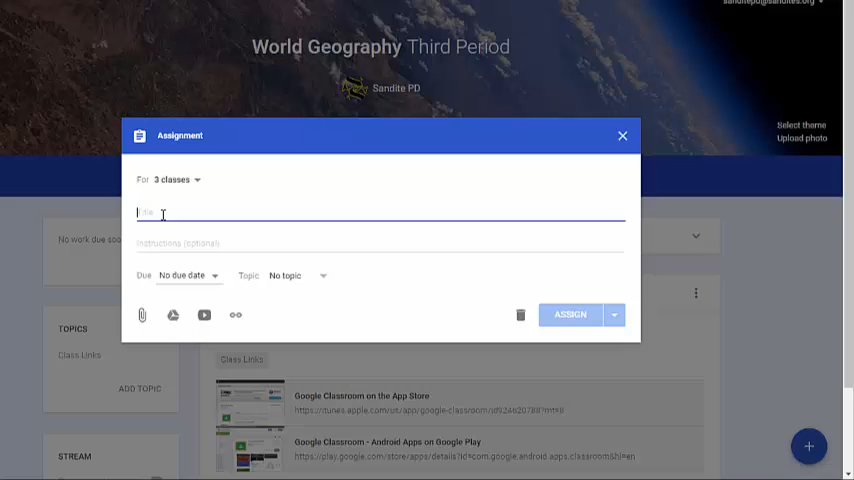 sanditepd@sandites.org
World Geography Third Period
Sandite PD
Select theme
Upload photo
Assignment
For 3 classes
Title
Instructions (optional)
No work due soo
Due No due date Topic No topic
ASSIGN
TOPICS
Class Links
Class Links
ADD TOPIC
Google Classroom on the App Store
https://itunes.apple.com/us/app/google-classroom/id924620788?mt=8
Google Classroom - Android Apps on Google Play
https://play.google.com/store/apps/details?id=com.google.android.apps.classroom&hl=en
STREAM